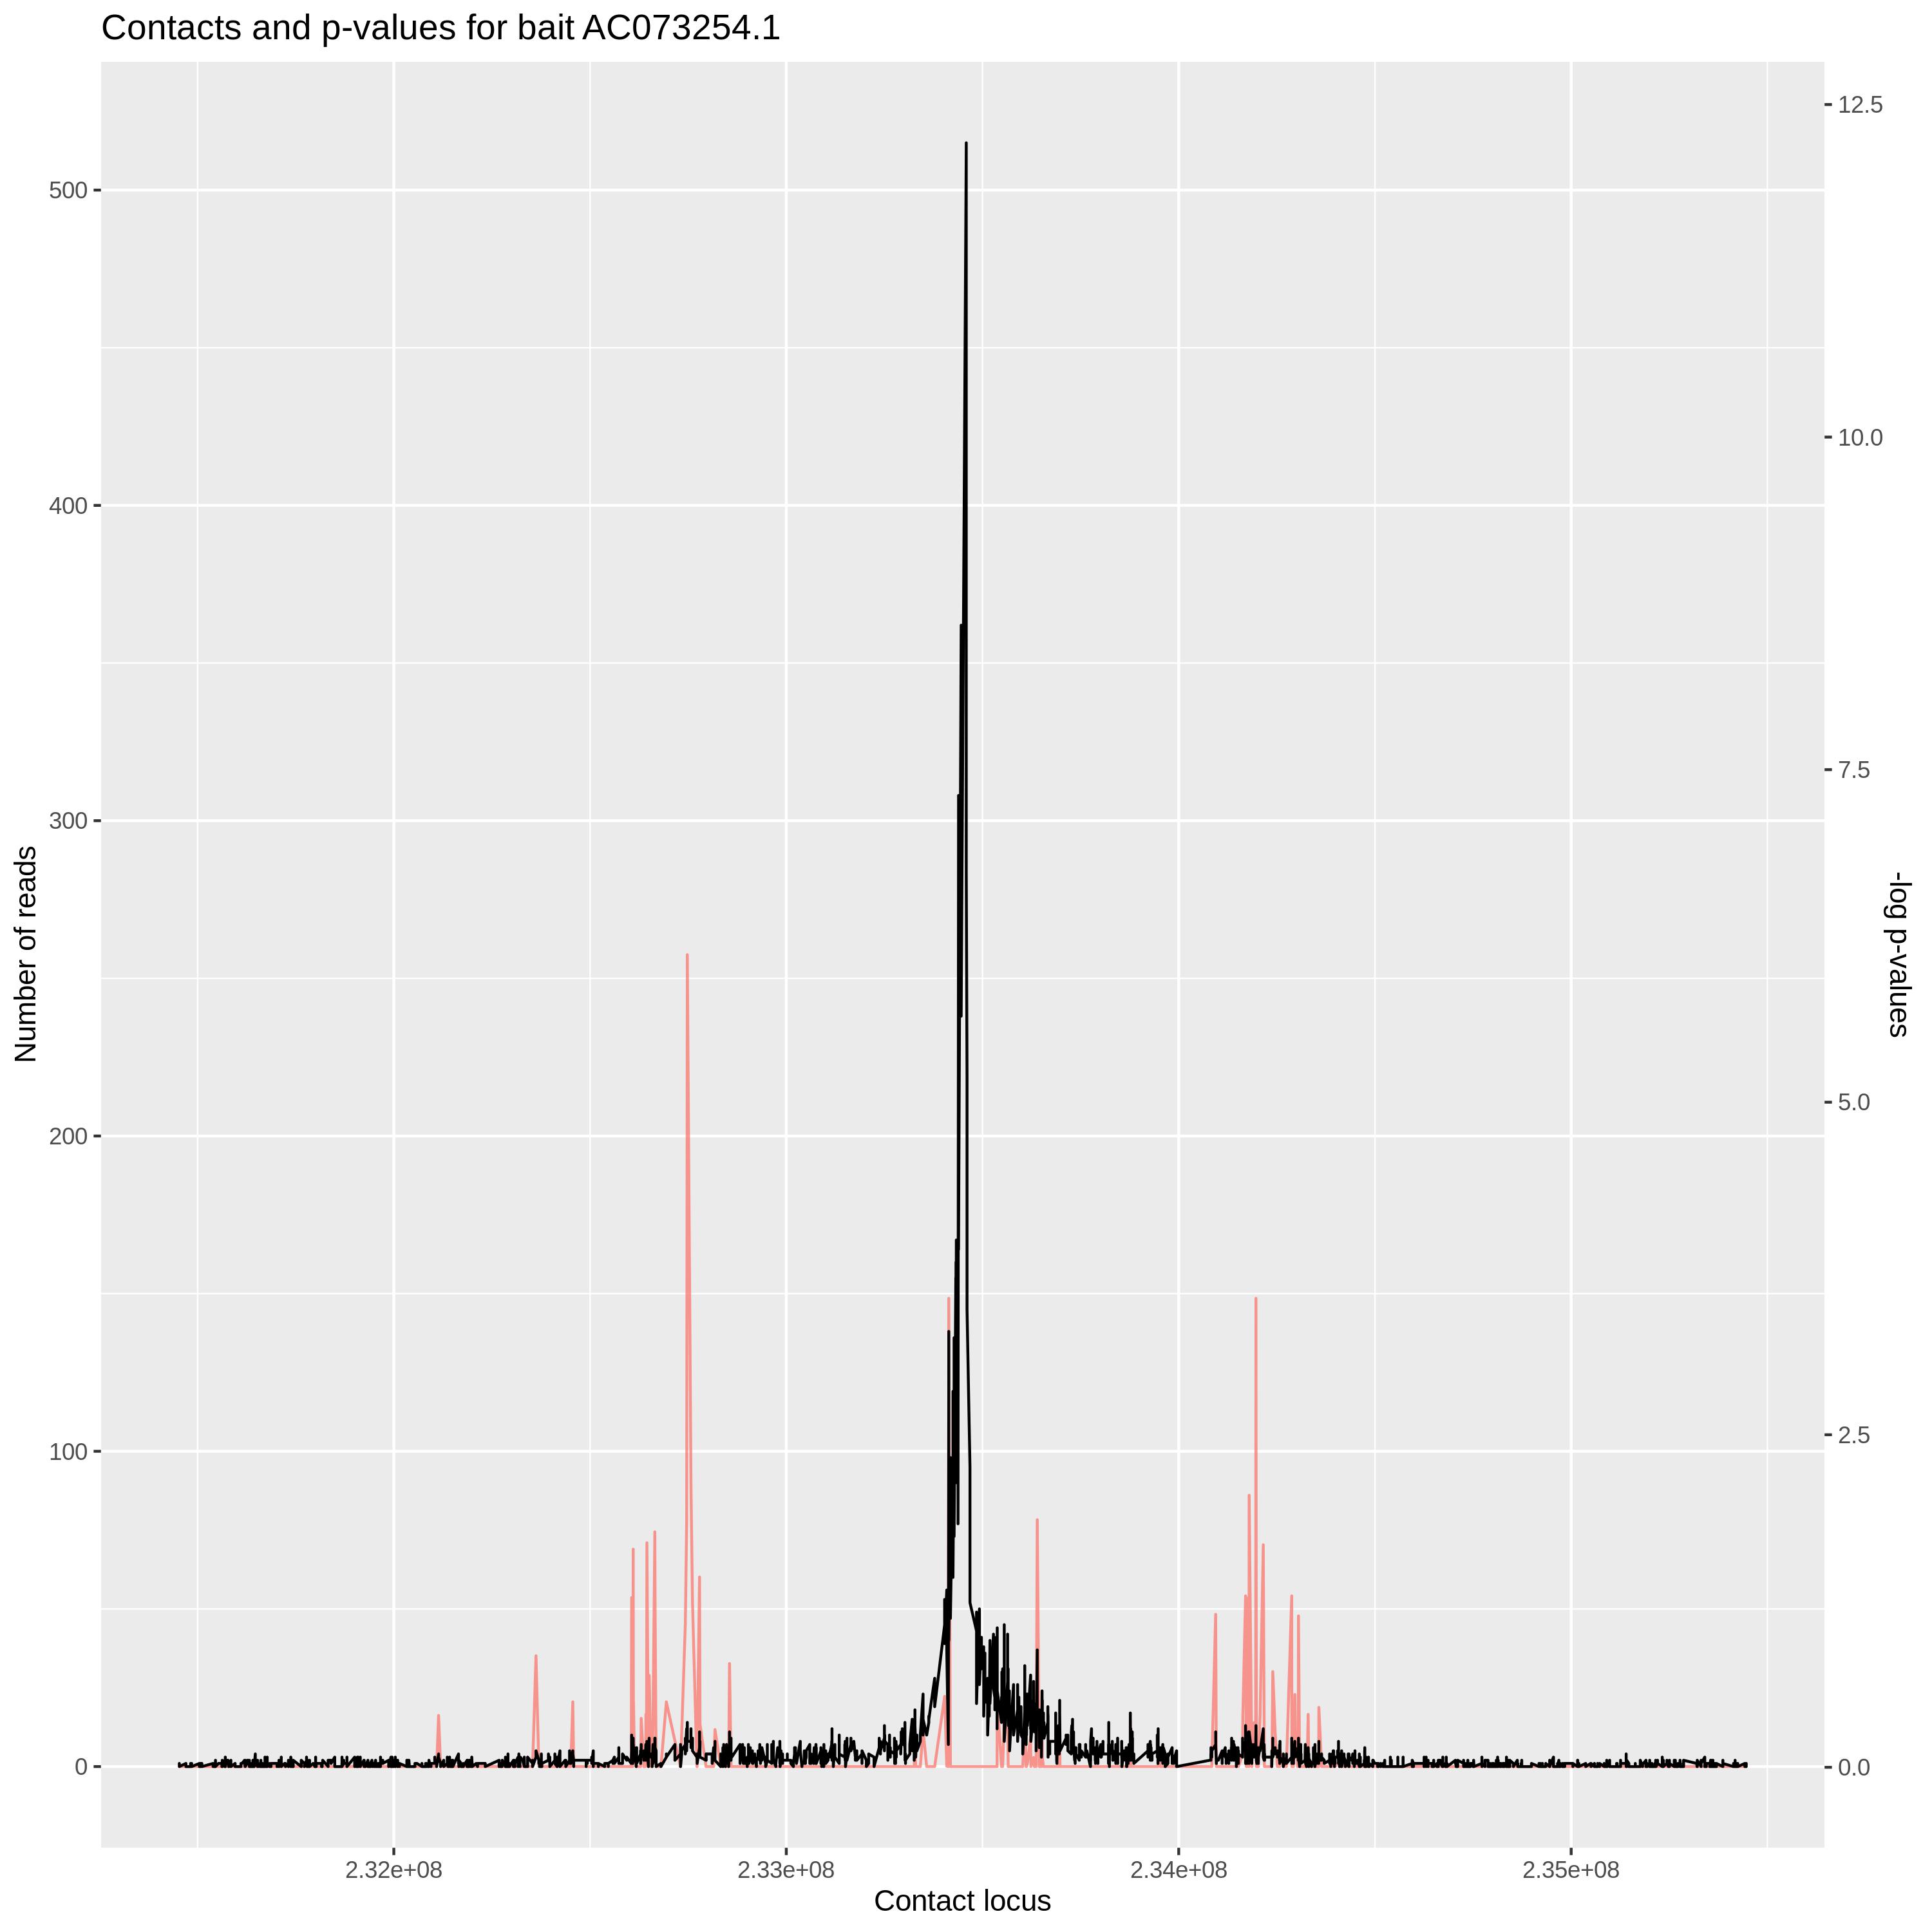 Contacts and p-values for bait AC073254.1
500
400
300
200
100
0
Number of reads
12.5
10.0
7.5
5.0
2.5
0.0
-log p-values
2.32e+08
2.33e+08
2.34e+08
2.35e+08
Contact locus